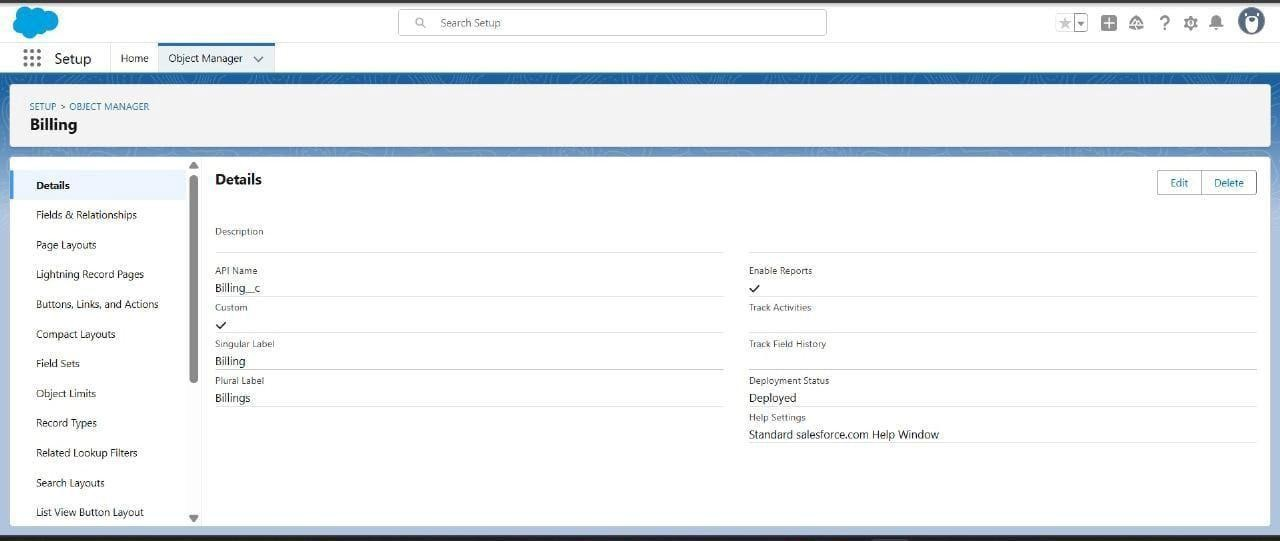 Search Setup
Setup
Home
Object Manager
SETUP > OBJECT MANAGER
Billing
Details
Fields & Relationships
Page Layouts
Lightning Record Pages
Buttons, Links, and Actions
Compact Layouts
Field Sets
Object Limits
Record Types
Related Lookup Filters
Search Layouts
List View Button Layout
Details
Edit
Delete
Description
API Name
Billing__c
Custom
Singular Label
Billing
Plural Label
Billings
Enable Reports
Track Activities
Track Field History
Deployment Status
Deployed
Help Settings
Standard salesforce.com Help Window